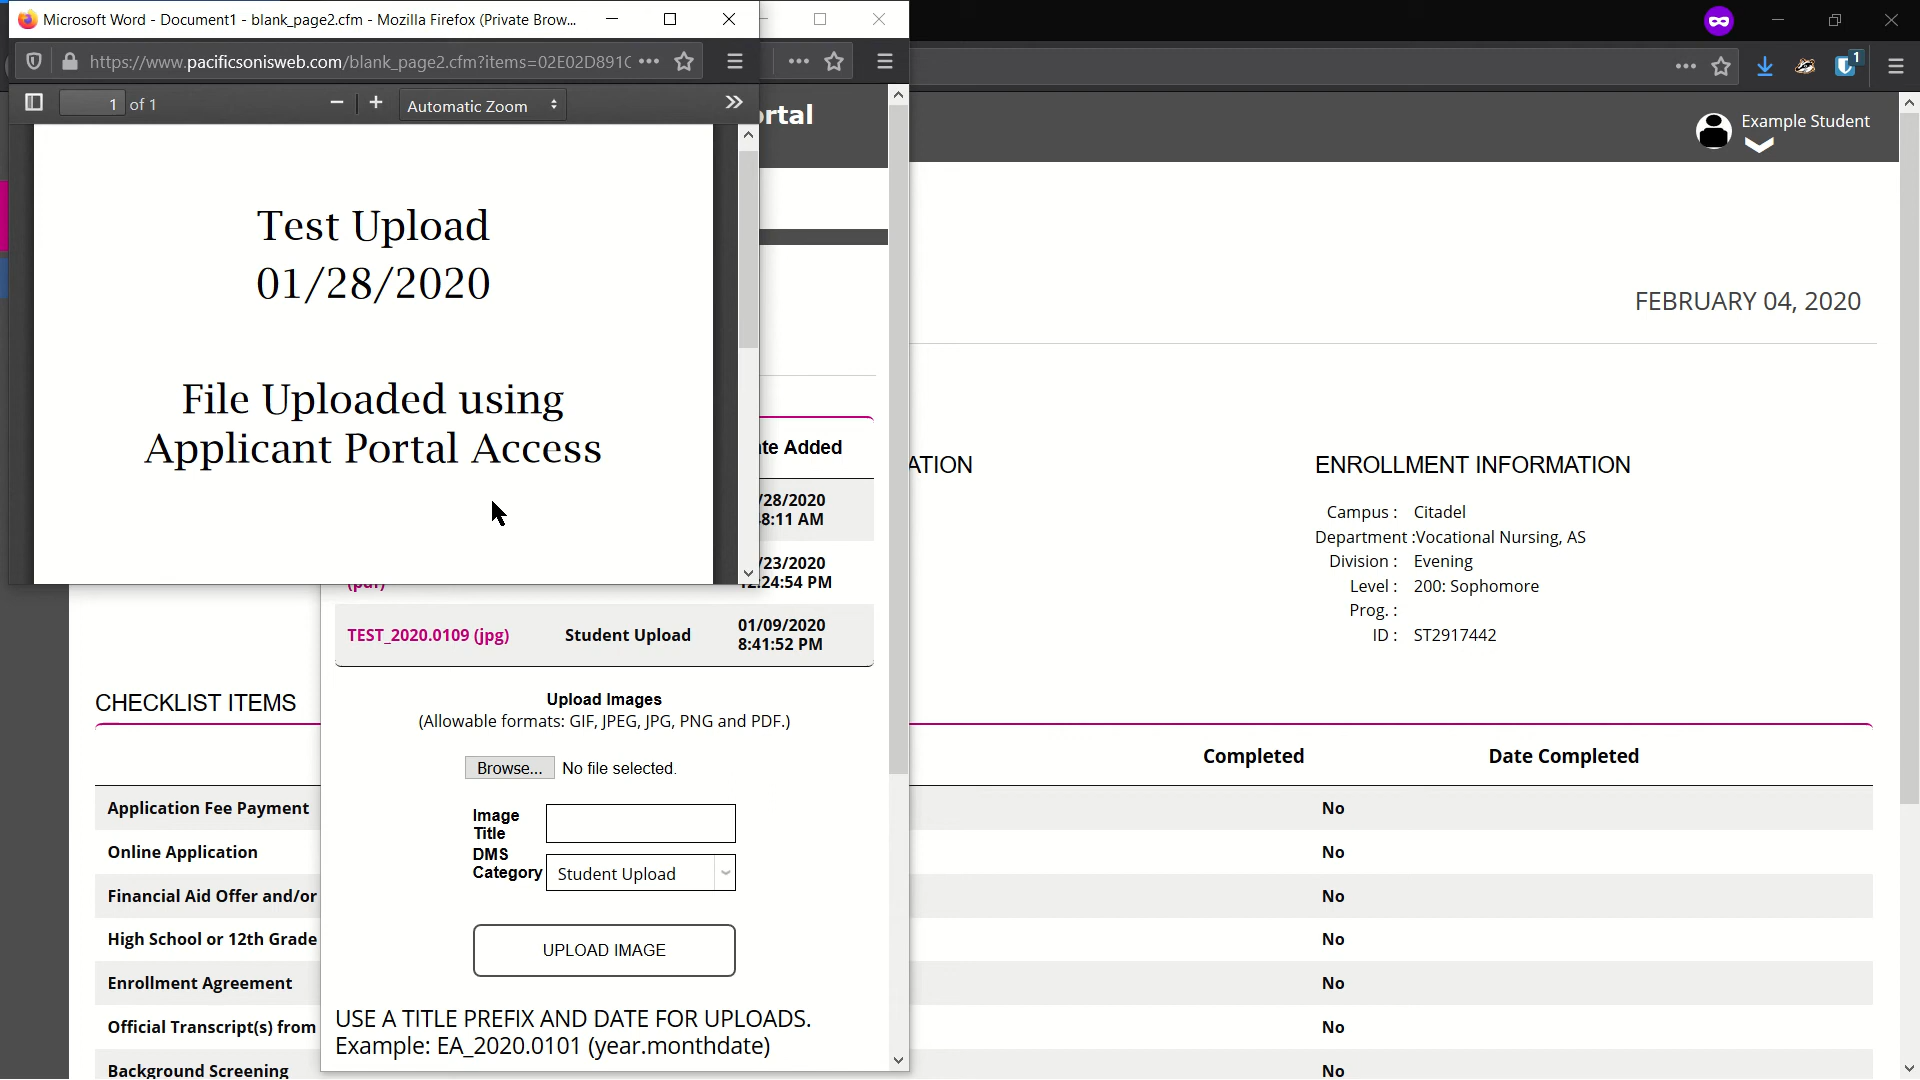 Microsoft Word - Document1 - blank_page2.cfm - Mozilla Firefox (Private Brow...
https://www.pacificsonisweb.com/blank_page2.cfm?items=02E02D891C
1
1 of 1
Automatic Zoom
Test Upload
01/28/2020
File Uploaded using
Applicant Portal Access
ortal
Example Student
FEBRUARY 04, 2020
te Added
/28/2020
8:11 AM
/23/2020
12:24:54 PM
(pdf)
TEST_2020.0109 (jpg)
Student Upload
01/09/2020
8:41:52 PM
Upload Images
(Allowable formats: GIF, JPEG, JPG, PNG and PDF.)
Browse...
No file selected.
Image
Title
DMS
Category
Student Upload
UPLOAD IMAGE
USE A TITLE PREFIX AND DATE FOR UPLOADS.
Example: EA_2020.0101 (year.monthdate)
ATION
ENROLLMENT INFORMATION
Campus : Citadel
Department :Vocational Nursing, AS
Division : Evening
Level : 200: Sophomore
Prog. :
ID : ST2917442
CHECKLIST ITEMS
Completed
Date Completed
Application Fee Payment No
Online Application No
Financial Aid Offer and/or No
High School or 12th Grade No
Enrollment Agreement No
Official Transcript(s) from No
Background Screening No